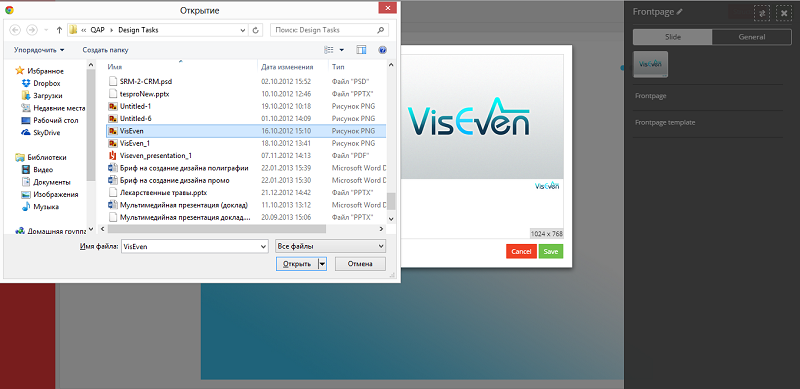 Открытие
QAP
Design Tasks
Поиск: Design Tasks
Упорядочить
Создать папку
Избранное
Dropbox
Загрузки
Недавние места
Рабочий стол
SkyDrive
Библиотеки
Видео
Документы
Изображения
Музыка
Домашняя группа
Имя
Дата изменения
Тип
SRM-2-CRM.psd 02.10.2012 15:52 Файл "PSD"
tesproNew.pptx 10.10.2012 12:46 Файл "PPTX"
Untitled-1 19.10.2012 10:18 Рисунок PNG
Untitled-6 01.10.2012 14:09 Рисунок PNG
VisEven 16.10.2012 15:10 Рисунок PNG
VisEven_1 18.10.2012 13:41 Рисунок PNG
Viseven_presentation_1 07.11.2012 14:13 Файл "PDF"
Бриф на создание дизайна полиграфии 22.01.2013 15:39 Microsoft Word D
Бриф на создание дизайна промо 22.01.2013 15:30 Microsoft Word D
Лекарственные травы.pptx 21.12.2012 14:42 Файл "PPTX"
Мультимедийная презентация (доклад) 11.10.2013 13:12 Microsoft Word D
Мультимедийная презентация доклад.... 20.09.2013 15:06 Файл "PPTX"
Имя файла: VisEven
Все файлы
Открыть
Отмена
VisEven
VisEven
1024 x 768
Cancel
Save
Frontpage
Slide
General
VisEven
Frontpage
Frontpage template